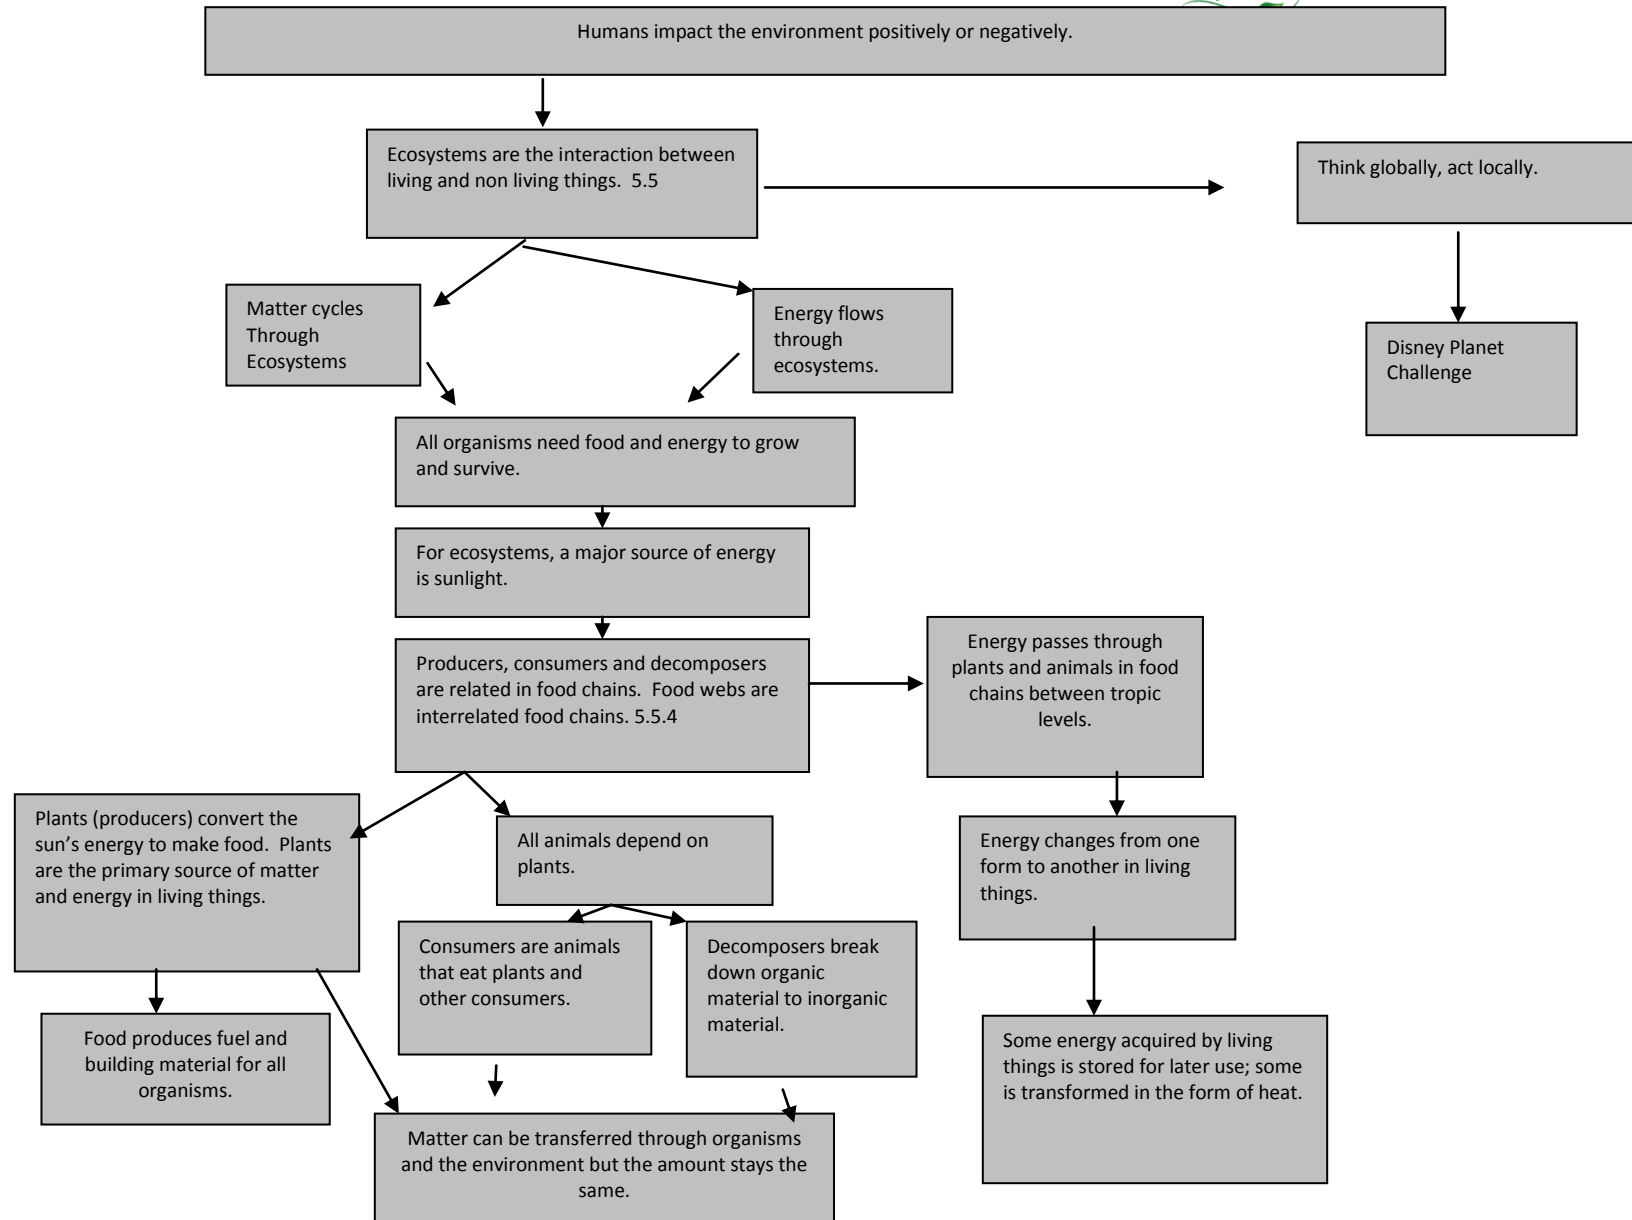 Humans impact the environment positively or negatively.
Ecosystems are the interaction between
living and non living things.  5.5
Think globally, act locally.
Matter cycles
Through
Ecosystems
Energy flows
through
ecosystems.
Disney Planet
Challenge
All organisms need food and energy to grow
and survive.
For ecosystems, a major source of energy
is sunlight.
Producers, consumers and decomposers
are related in food chains.  Food webs are
interrelated food chains. 5.5.4
Energy passes through
plants and animals in food
chains between tropic
levels.
Plants (producers) convert the
sun’s energy to make food.  Plants
are the primary source of matter
and energy in living things.
All animals depend on
plants.
Energy changes from one
form to another in living
things.
Consumers are animals
that eat plants and
other consumers.
Decomposers break
down organic
material to inorganic
material.
Food produces fuel and
building material for all
organisms.
Some energy acquired by living
things is stored for later use; some
is transformed in the form of heat.
Matter can be transferred through organisms
and the environment but the amount stays the
same.